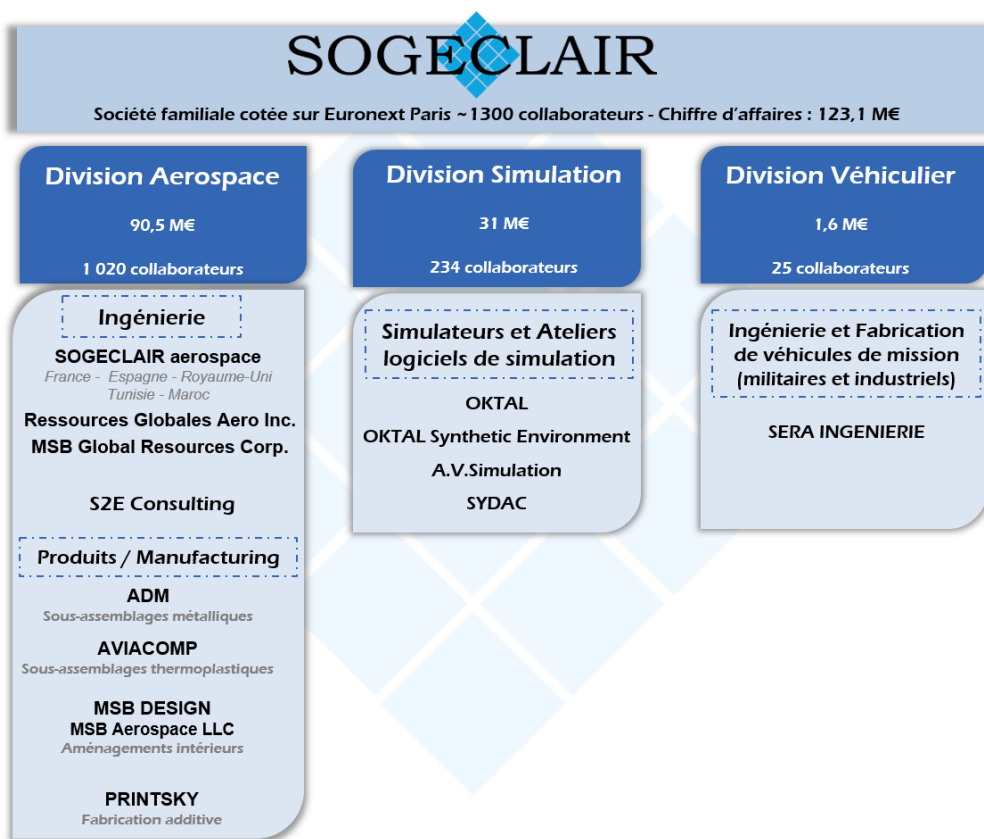 SOGECLAIR
Société familiale cotée sur Euronext Paris ~1300 collaborateurs - Chiffre d'affaires : 123,1 M€
Division Aerospace
90,5 M€
1 020 collaborateurs
Ingénierie
SOGECLAIR aerospace
France - Espagne - Royaume-Uni
Tunisie - Maroc
Ressources Globales Aero Inc.
MSB Global Resources Corp.
S2E Consulting
Produits / Manufacturing
ADM
Sous-assemblages métalliques
AVIACOMP
Sous-assemblages thermoplastiques
MSB DESIGN
MSB Aerospace LLC
Aménagements intérieurs
PRINTSKY
Fabrication additive
Division Simulation
31 M€
234 collaborateurs
Simulateurs et Ateliers
logiciels de simulation
OKTAL
OKTAL Synthetic Environment
A.V.Simulation
SYDAC
Division Véhiculier
1,6 M€
25 collaborateurs
Ingénierie et Fabrication
de véhicules de mission
(militaires et industriels)
SERA INGENIERIE